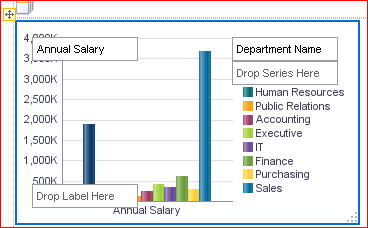 Annual Salary
Department Name
Drop Series Here
4,000K
3,500K
3,000K
2,500K
2,000K
1,500K
1,000K
500K
Human Resources
Public Relations
Accounting
Executive
IT
Finance
Purchasing
Sales
Drop Label Here
Annual Salary